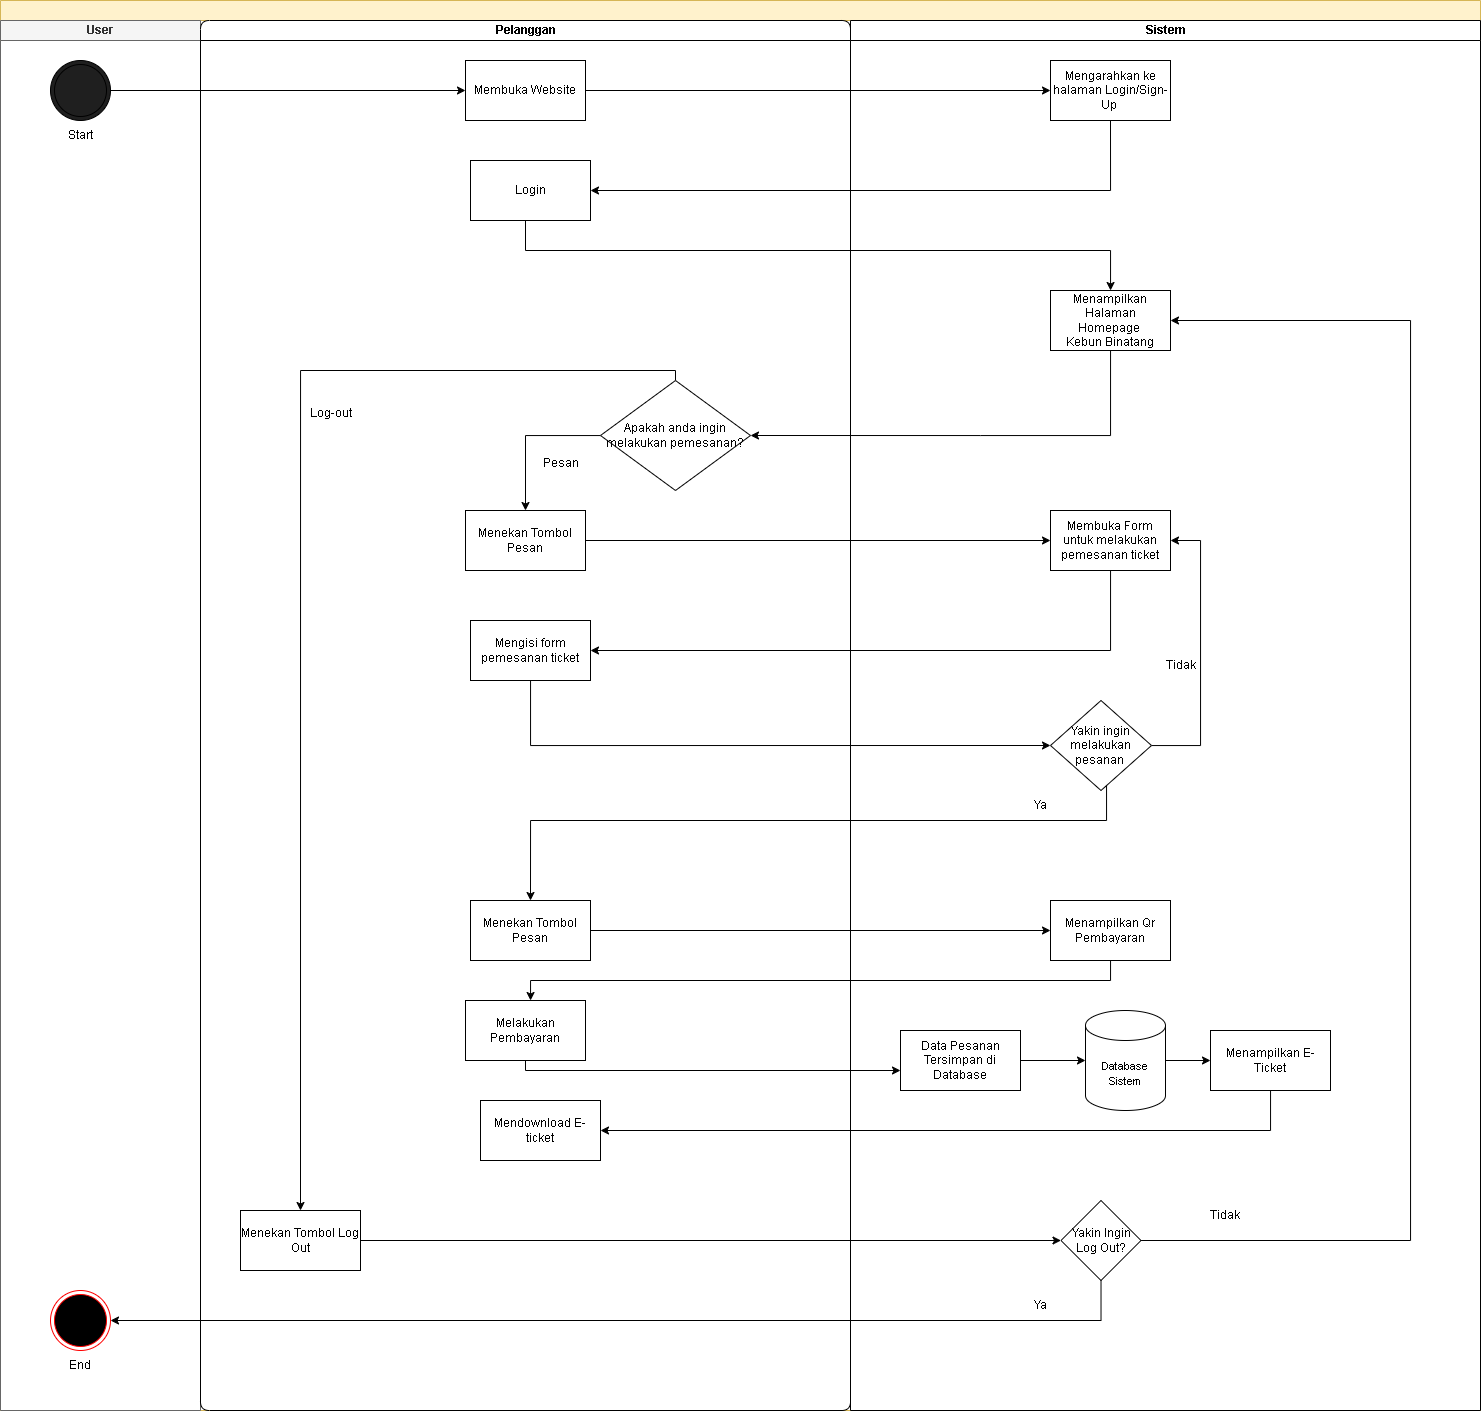 User
Pelanggan
Sistem
Membuka Website
Mengarahkan ke
halaman Login/Sign-
Up
Start
Login
Menampilkan
Halaman
Homepage
Kebun Binatang
Log-out
Apakah anda ingin
melakukan pemesanan?
Pesan
Menekan Tombol
Pesan
Membuka Form
untuk melakukan
pemesanan ticket
Mengisi form
pemesanan ticket
Tidak
Yakin ingin
melakukan
pesanan
Ya
Menekan Tombol
Pesan
Menampilkan Qr
Pembayaran
Melakukan
Pembayaran
Data Pesanan
Tersimpan di
Database
Database
Sistem
Menampilkan E-
Ticket
Mendownload E-
ticket
Menekan Tombol Log
Out
Yakin Ingin
Log Out?
Tidak
Ya
End